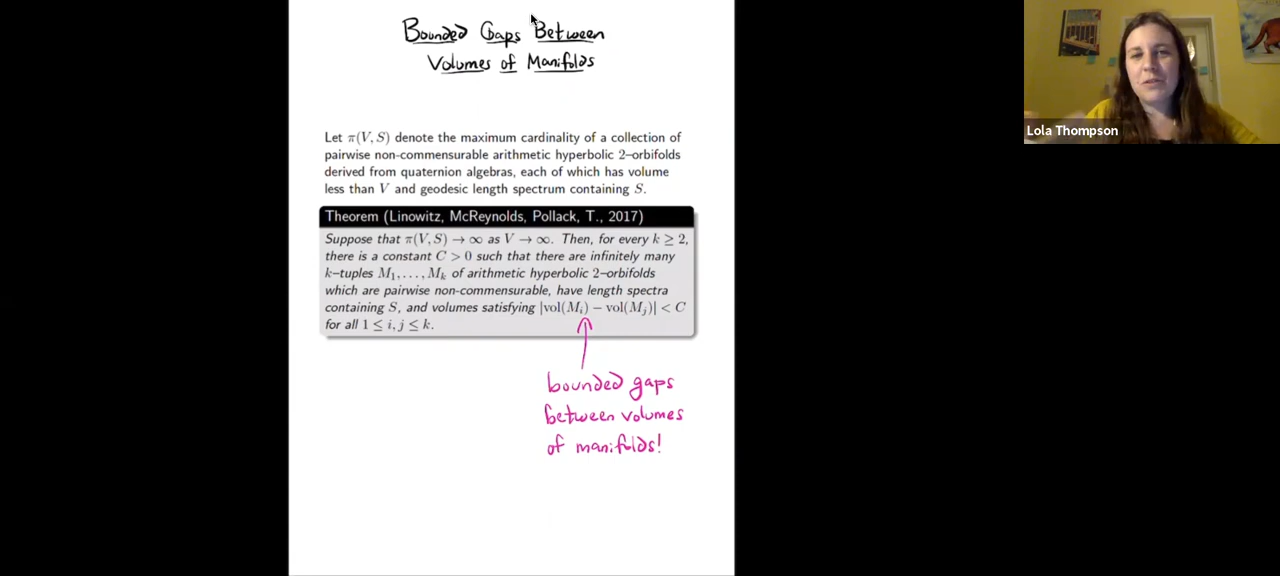 Bounded Gaps Between
Volumes of Manifolds
Let π(V, S) denote the maximum cardinality of a collection of
pairwise non-commensurable arithmetic hyperbolic 2–orbifolds
derived from quaternion algebras, each of which has volume
less than V and geodesic length spectrum containing S.
Theorem (Linowitz, McReynolds, Pollack, T., 2017)
Suppose that π(V, S) → ∞ as V → ∞. Then, for every k ≥ 2,
there is a constant C > 0 such that there are infinitely many
k–tuples M₁, . . . , Mₖ of arithmetic hyperbolic 2–orbifolds
which are pairwise non-commensurable, have length spectra
containing S, and volumes satisfying |vol(Mᵢ) − vol(Mⱼ)| < C
for all 1 ≤ i, j ≤ k.
bounded gaps
between volumes
of manifolds!
Lola Thompson